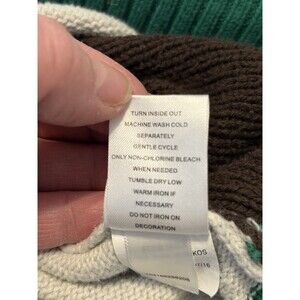 TURN INSIDE OUT
MACHINE WASH COLD
SEPARATELY
GENTLE CYCLE
ONLY NON-CHLORINE BLEACH
WHEN NEEDED
TUMBLE DRY LOW
WARM IRON IF
NECESSARY
DO NOT IRON ON
DECORATION
KOS